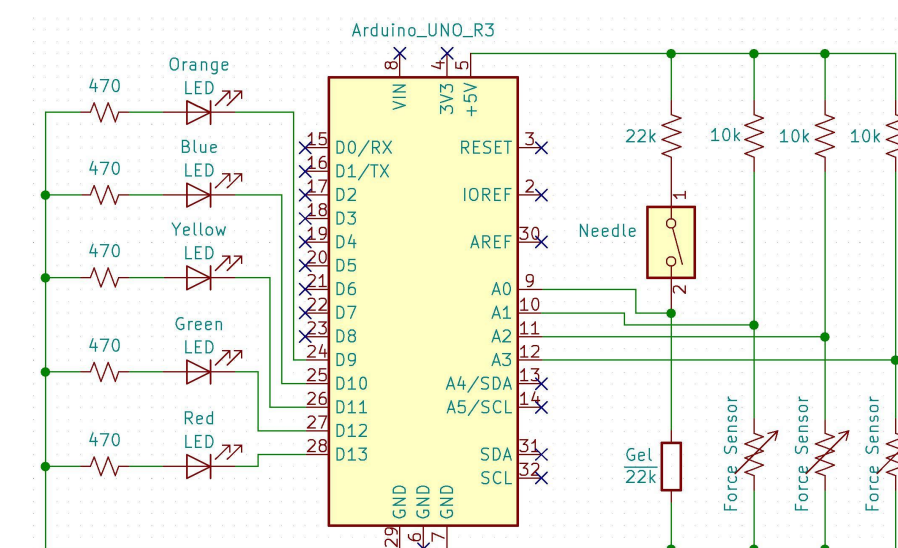 Arduino_UNO_R3
Orange
LED
470
8
4
5
VIN
3V3
+5V
22k
10k
10k
10k
Blue
LED
470
15
D0/RX
RESET
3
16
D1/TX
17
D2
IOREF
2
1
18
D3
Yellow
LED
470
19
D4
AREF
30
Needle
20
D5
21
D6
A0
9
2
22
D7
A1
10
23
D8
A2
11
Green
LED
470
24
D9
A3
12
25
D10
A4/SDA
13
26
D11
A5/SCL
14
27
D12
Red
LED
470
28
D13
SDA
31
SCL
32
Gel
22k
Force Sensor
Force Sensor
Force Sensor
GND
GND
GND
29
6
7